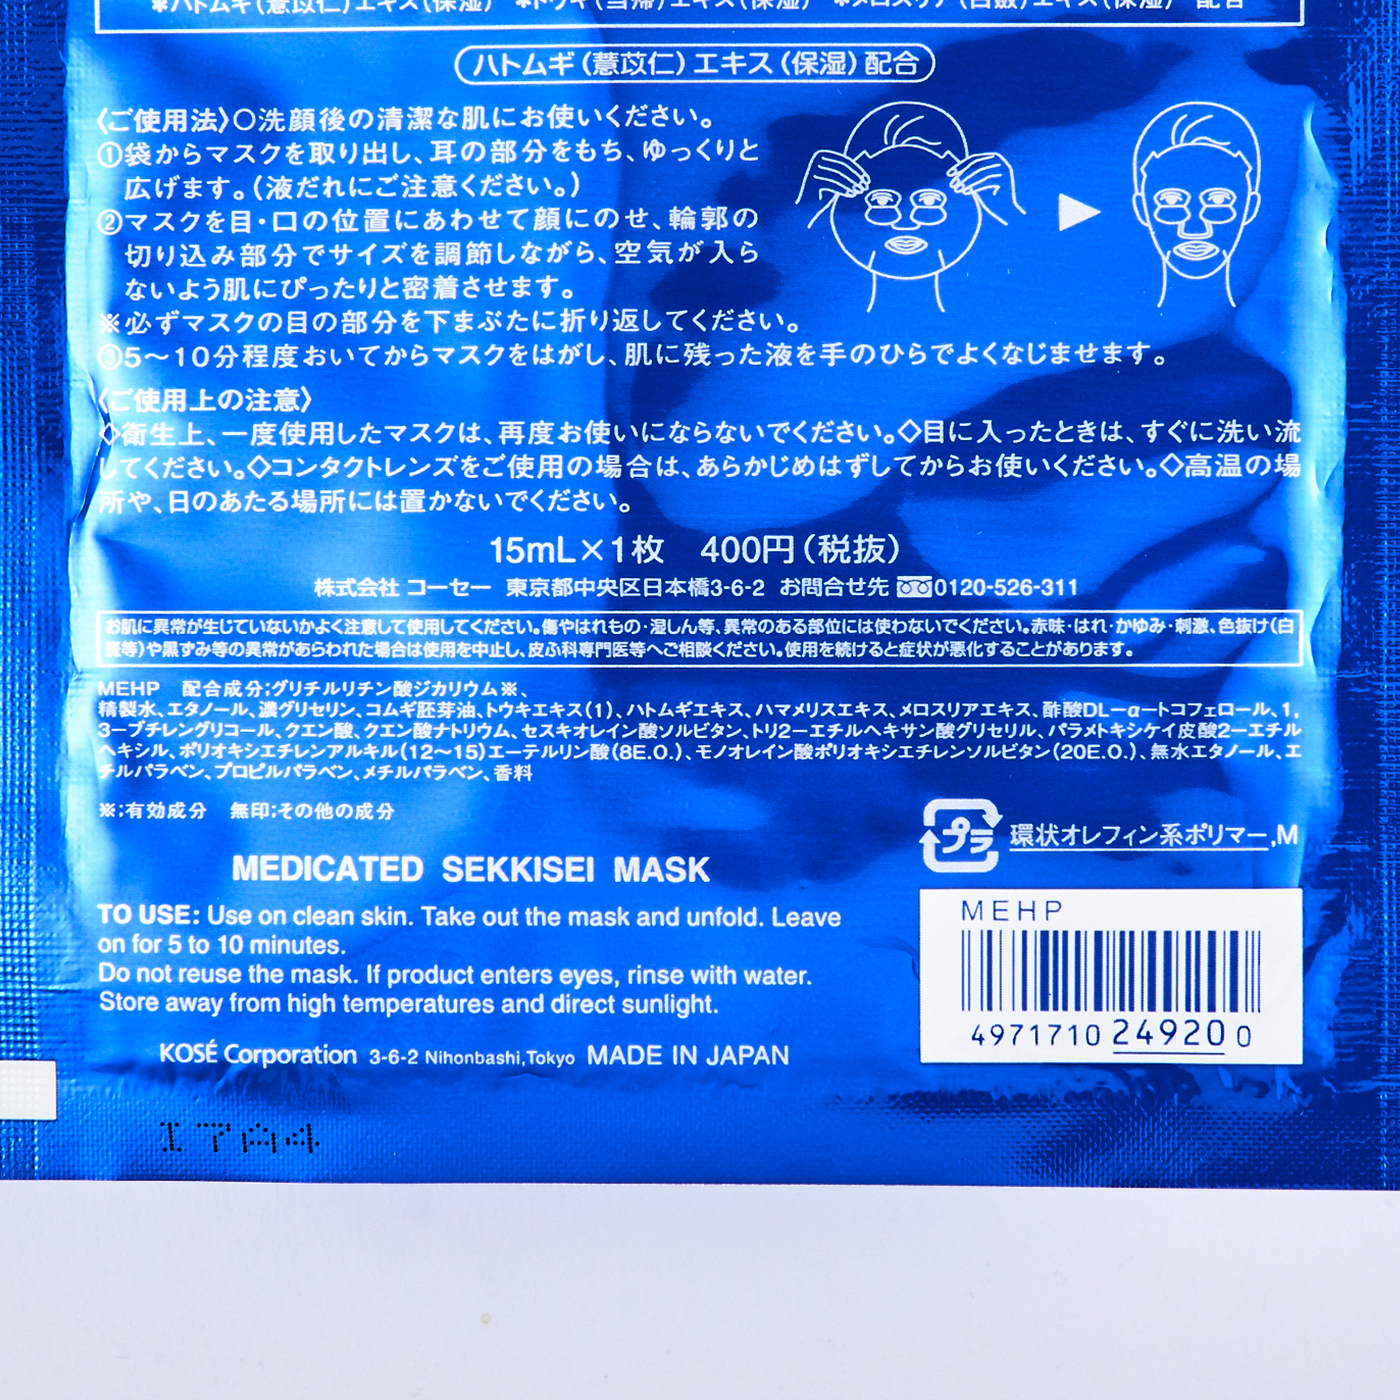 *ハトムギ(薏苡仁)エキス(保湿) *トウキ(当帰)エキス(保湿) *メロスリア(白蘞)エキス(保湿) 配合
ハトムギ(薏苡仁)エキス(保湿)配合
〈ご使用法〉○洗顔後の清潔な肌にお使いください。
①袋からマスクを取り出し、耳の部分をもち、ゆっくりと
広げます。(液だれにご注意ください。)
②マスクを目・口の位置にあわせて顔にのせ、輪郭の
切り込み部分でサイズを調節しながら、空気が入ら
ないよう肌にぴったりと密着させます。
※必ずマスクの目の部分を下まぶたに折り返してください。
③5〜10分程度おいてからマスクをはがし、肌に残った液を手のひらでよくなじませます。
〈ご使用上の注意〉
◇衛生上、一度使用したマスクは、再度お使いにならないでください。◇目に入ったときは、すぐに洗い流
してください。◇コンタクトレンズをご使用の場合は、あらかじめはずしてからお使いください。◇高温の場
所や、日のあたる場所には置かないでください。
15mL×1枚 400円(税抜)
株式会社 コーセー 東京都中央区日本橋3-6-2 お問合せ先 0120-526-311
お肌に異常が生じていないかよく注意して使用してください。傷やはれもの・湿しん等、異常のある部位には使わないでください。赤味・はれ・かゆみ・刺激、色抜け(白
斑等)や黒ずみ等の異常があらわれた場合は使用を中止し、皮ふ科専門医等へご相談ください。使用を続けると症状が悪化することがあります。
MEHP 配合成分;グリチルリチン酸ジカリウム※、
精製水、エタノール、濃グリセリン、コムギ胚芽油、トウキエキス(1)、ハトムギエキス、ハマメリスエキス、メロスリアエキス、酢酸DL−α−トコフェロール、1,
3−ブチレングリコール、クエン酸、クエン酸ナトリウム、セスキオレイン酸ソルビタン、トリ2−エチルヘキサン酸グリセリル、パラメトキシケイ皮酸2−エチル
ヘキシル、ポリオキシエチレンアルキル(12〜15)エーテルリン酸(8E.O.)、モノオレイン酸ポリオキシエチレンソルビタン(20E.O.)、無水エタノール、エ
チルパラベン、プロピルパラベン、メチルパラベン、香料
※;有効成分 無印;その他の成分
プラ 環状オレフィン系ポリマー,M
MEDICATED SEKKISEI MASK
TO USE: Use on clean skin. Take out the mask and unfold. Leave
on for 5 to 10 minutes.
Do not reuse the mask. If product enters eyes, rinse with water.
Store away from high temperatures and direct sunlight.
KOSÉ Corporation 3-6-2 Nihonbashi,Tokyo MADE IN JAPAN
MEHP
4971710 24920 0
I7A4